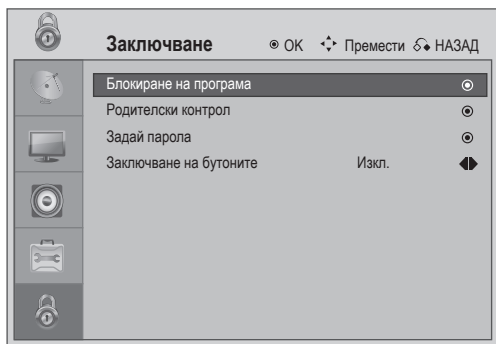 Заключване OK Премести НАЗАД
Блокиране на програма
Родителски контрол
Задай парола
Заключване на бутоните Изкл.